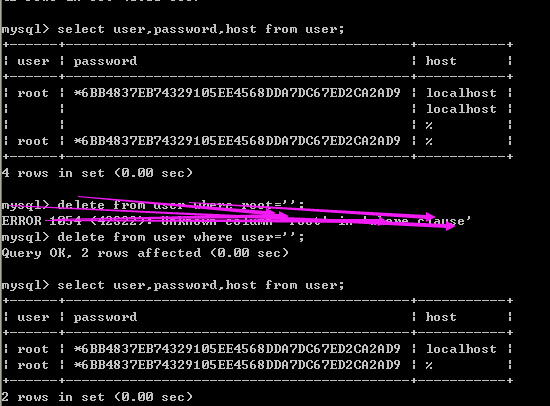 mysql> select user,password,host from user;
| user | password | host |
| root | *6BB4837EB74329105EE4568DDA7DC67ED2CA2AD9 | localhost |
| | | localhost |
| | | % |
| root | *6BB4837EB74329105EE4568DDA7DC67ED2CA2AD9 | % |
4 rows in set (0.00 sec)
mysql> delete from user where root='';
ERROR 1054 (42S22): Unknown column 'root' in 'where clause'
mysql> delete from user where user='';
Query OK, 2 rows affected (0.00 sec)
mysql> select user,password,host from user;
| user | password | host |
| root | *6BB4837EB74329105EE4568DDA7DC67ED2CA2AD9 | localhost |
| root | *6BB4837EB74329105EE4568DDA7DC67ED2CA2AD9 | % |
2 rows in set (0.00 sec)